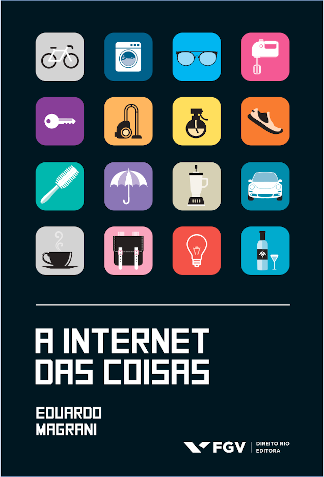 A INTERNET
DAS COISAS
EDUARDO
MAGRANI
FGV DIREITO RIO
EDITORA